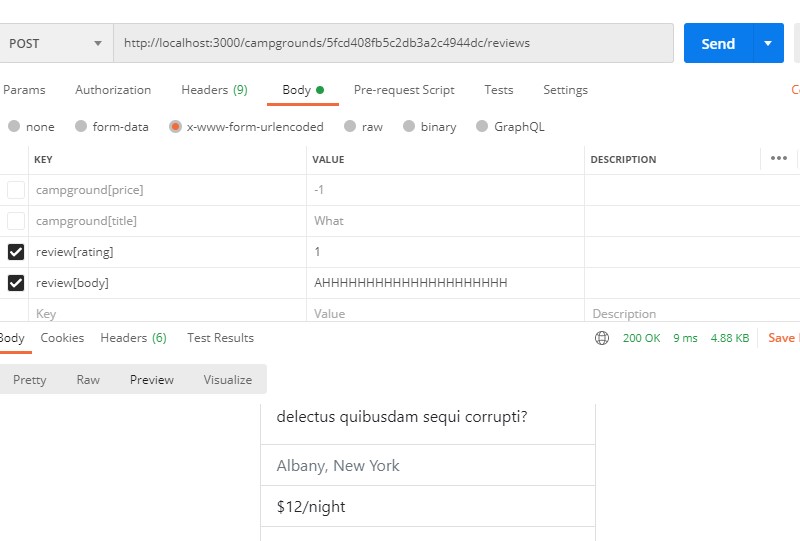 POST http://localhost:3000/campgrounds/5fcd408fb5c2db3a2c4944dc/reviews Send
Params Authorization Headers (9) Body Pre-request Script Tests Settings C
none form-data x-www-form-urlencoded raw binary GraphQL
KEY VALUE DESCRIPTION •••
campground[price] -1
campground[title] What
review[rating] 1
review[body] AHHHHHHHHHHHHHHHHHHHHH
Key Value Description
Body Cookies Headers (6) Test Results 200 OK 9 ms 4.88 KB Save
Pretty Raw Preview Visualize
delectus quibusdam sequi corrupti?
Albany, New York
$12/night